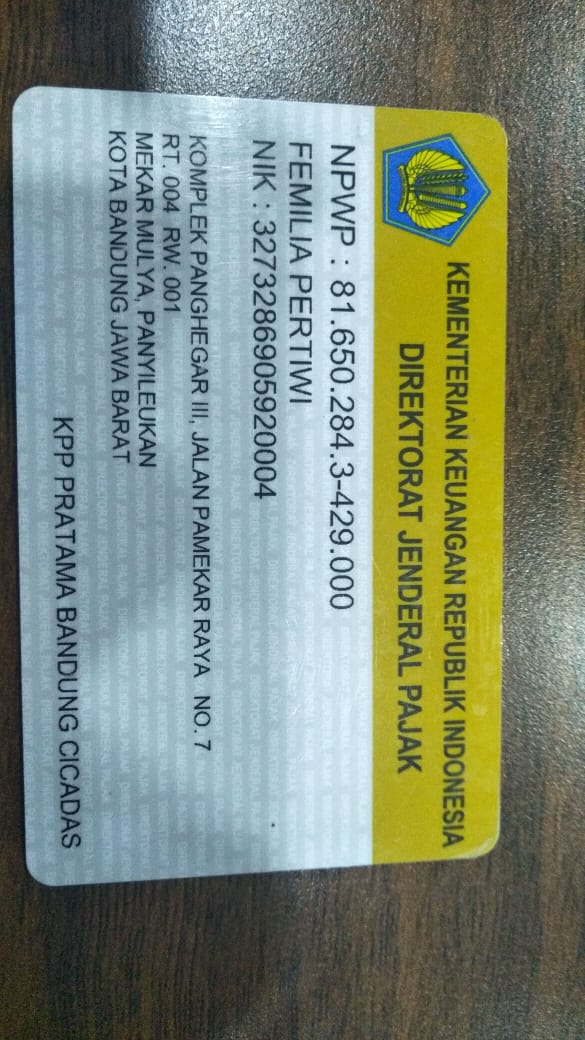 KEMENTERIAN KEUANGAN REPUBLIK INDONESIA
DIREKTORAT JENDERAL PAJAK
NPWP : 81.650.284.3-429.000
FEMILIA PERTIWI
NIK : 3273286905920004
KOMPLEK PANGHEGAR III, JALAN PAMEKAR RAYA NO. 7
RT. 004 RW. 001
MEKAR MULYA, PANYILEUKAN
KOTA BANDUNG JAWA BARAT
KPP PRATAMA BANDUNG CICADAS